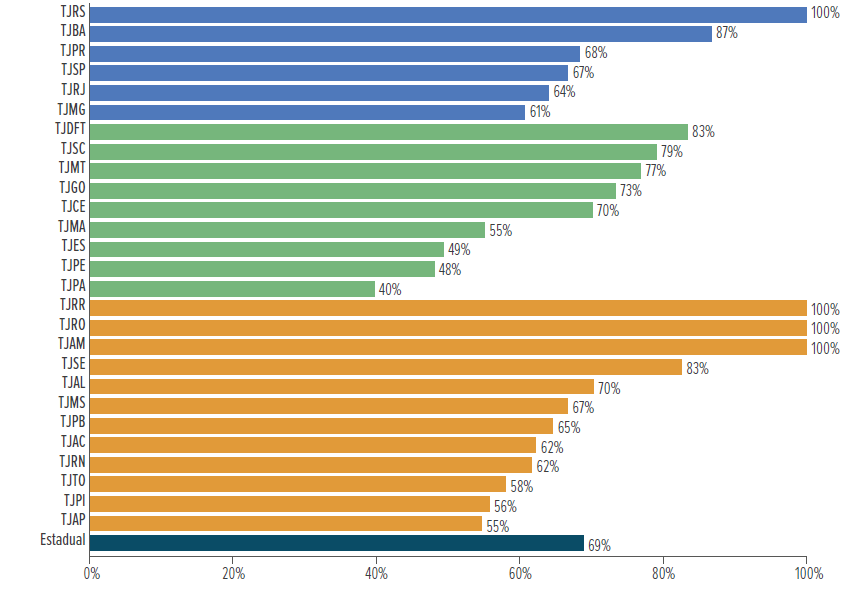 TJRS 100%
TJBA 87%
TJPR 68%
TJSP 67%
TJRJ 64%
TJMG 61%
TJDFT 83%
TJSC 79%
TJMT 77%
TJGO 73%
TJCE 70%
TJMA 55%
TJES 49%
TJPE 48%
TJPA 40%
TJRR 100%
TJRO 100%
TJAM 100%
TJSE 83%
TJAL 70%
TJMS 67%
TJPB 65%
TJAC 62%
TJRN 62%
TJTO 58%
TJPI 56%
TJAP 55%
Estadual 69%
0% 20% 40% 60% 80% 100%